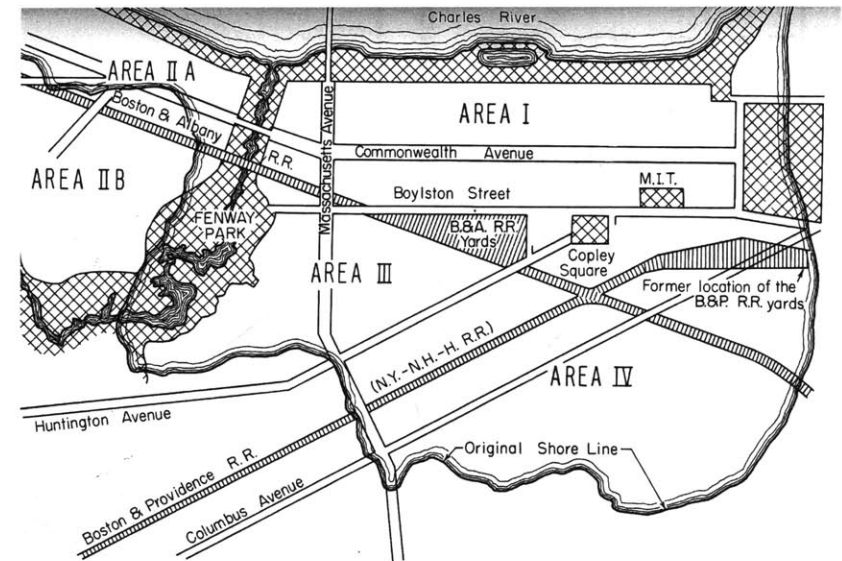 Charles River
AREA II A
AREA I
Boston & Albany
R.R.
Massachusetts Avenue
Commonwealth Avenue
AREA II B
M.I.T.
Boylston Street
FENWAY
PARK
B.&A. R.R.
Yards
Copley
Square
AREA III
Former location of the
B.&P. R.R. yards
(N.Y.-N.H.-H. R.R.)
AREA IV
Huntington Avenue
Original Shore Line
Boston & Providence R.R.
Columbus Avenue